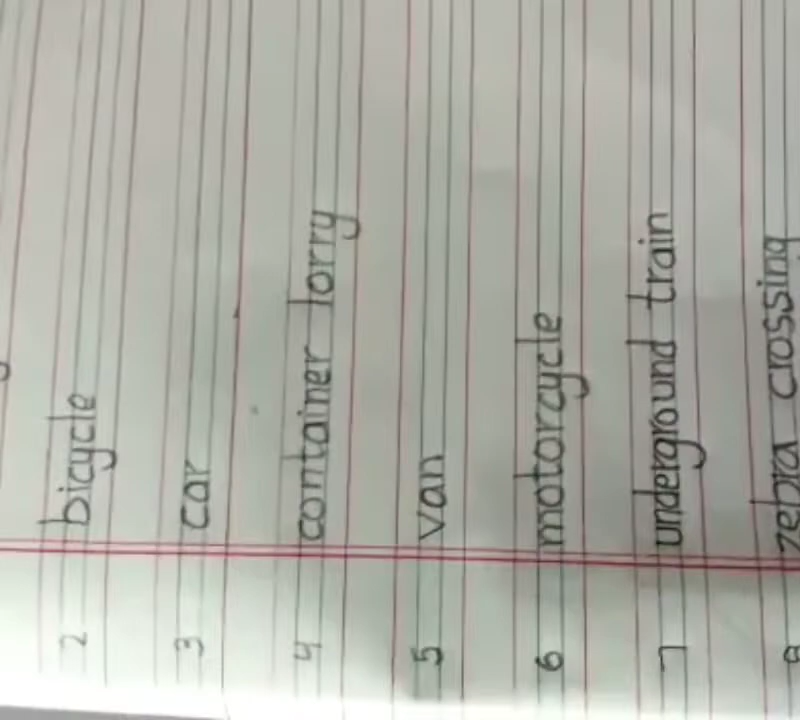 2 bicycle
3 car
4 container lorry
5 van
6 motorcycle
7 underground train
zebra crossing